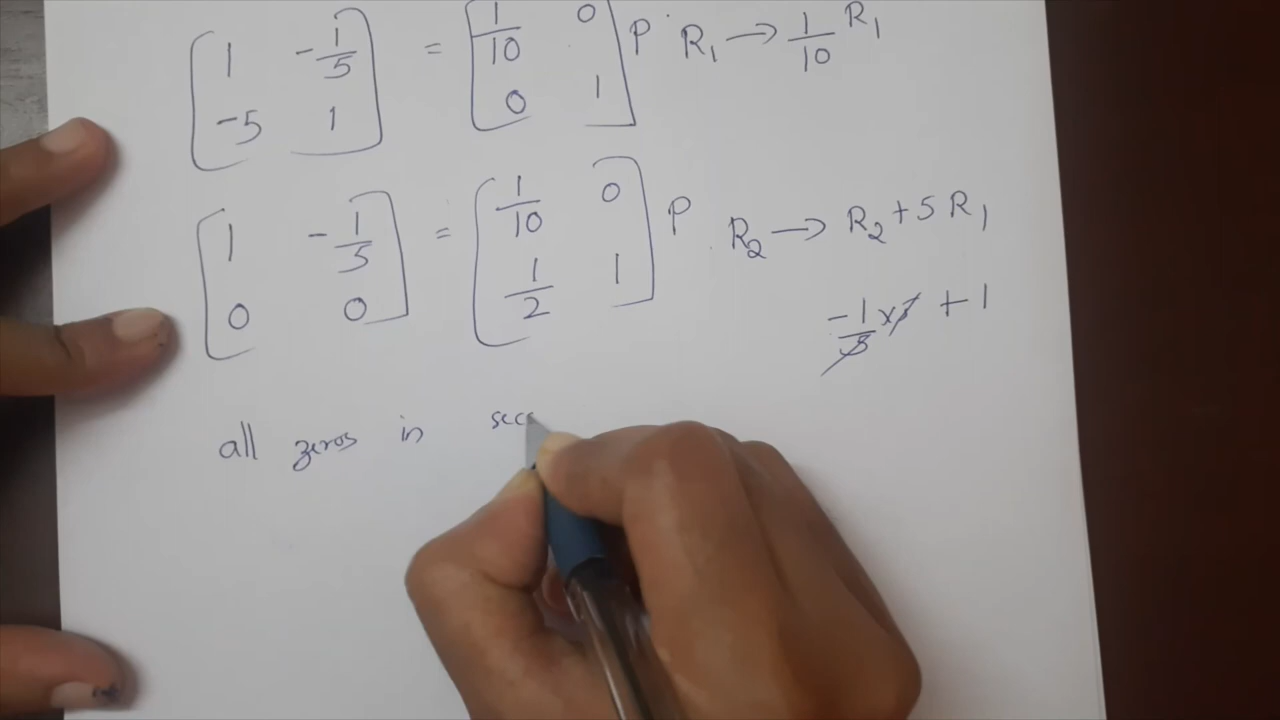 [1 -1/5; -5 1] = [1/10 0; 0 1] P R₁ → 1/10 R₁
[1 -1/5; 0 0] = [1/10 0; 1/2 1] P R₂ → R₂ + 5 R₁
-1/5 × 5 + 1
all zeros in sec